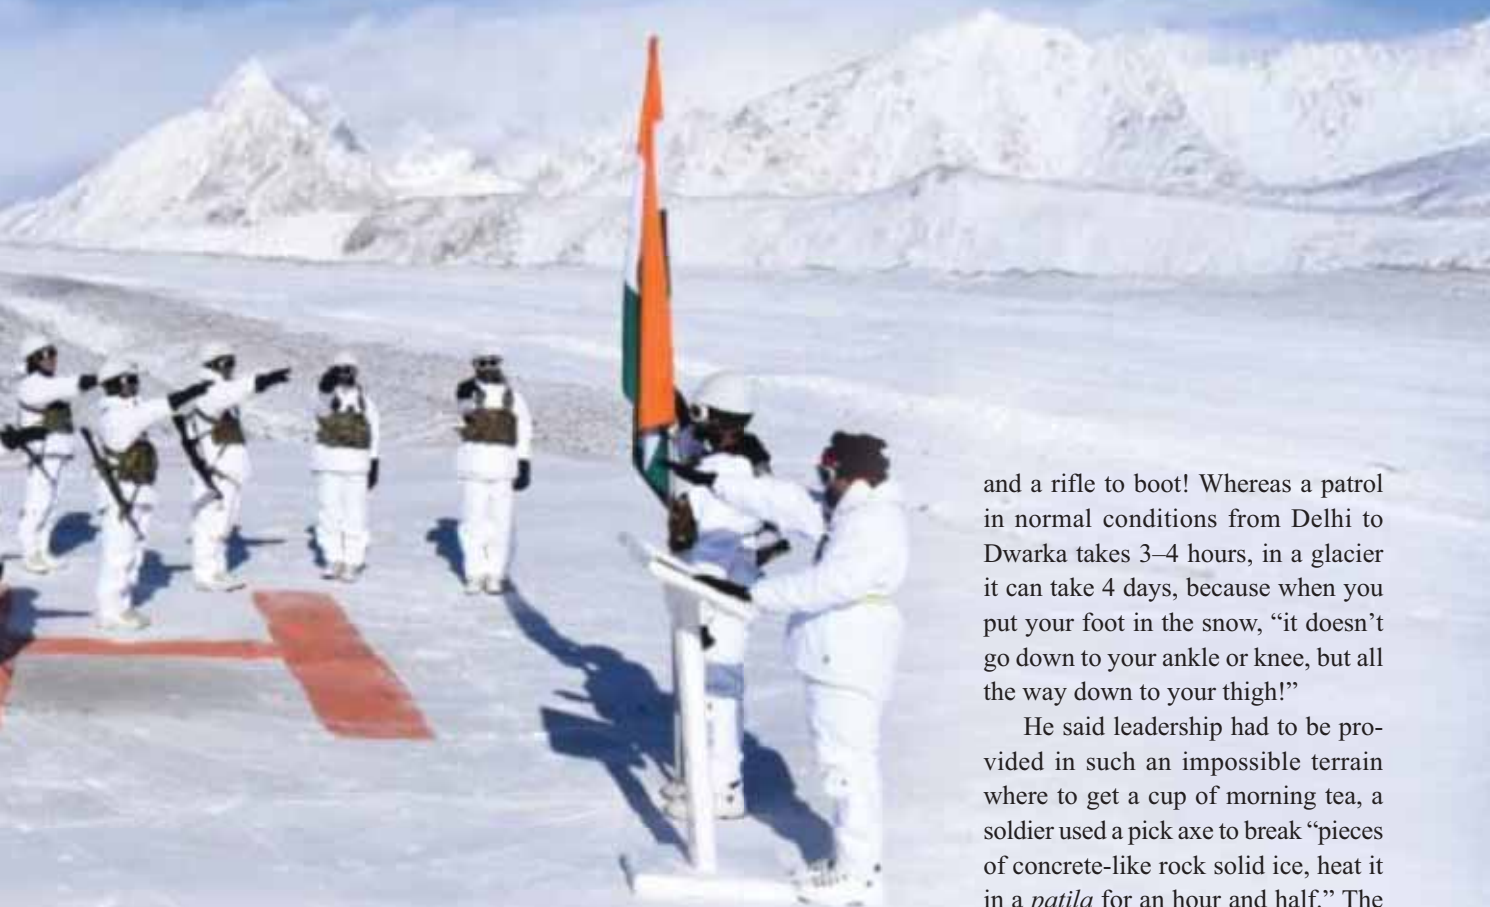 and a rifle to boot! Whereas a patrol
in normal conditions from Delhi to
Dwarka takes 3–4 hours, in a glacier
it can take 4 days, because when you
put your foot in the snow, “it doesn’t
go down to your ankle or knee, but all
the way down to your thigh!”
He said leadership had to be pro-
vided in such an impossible terrain
where to get a cup of morning tea, a
soldier used a pick axe to break “pieces
of concrete-like rock solid ice, heat it
in a patila for an hour and half.” The